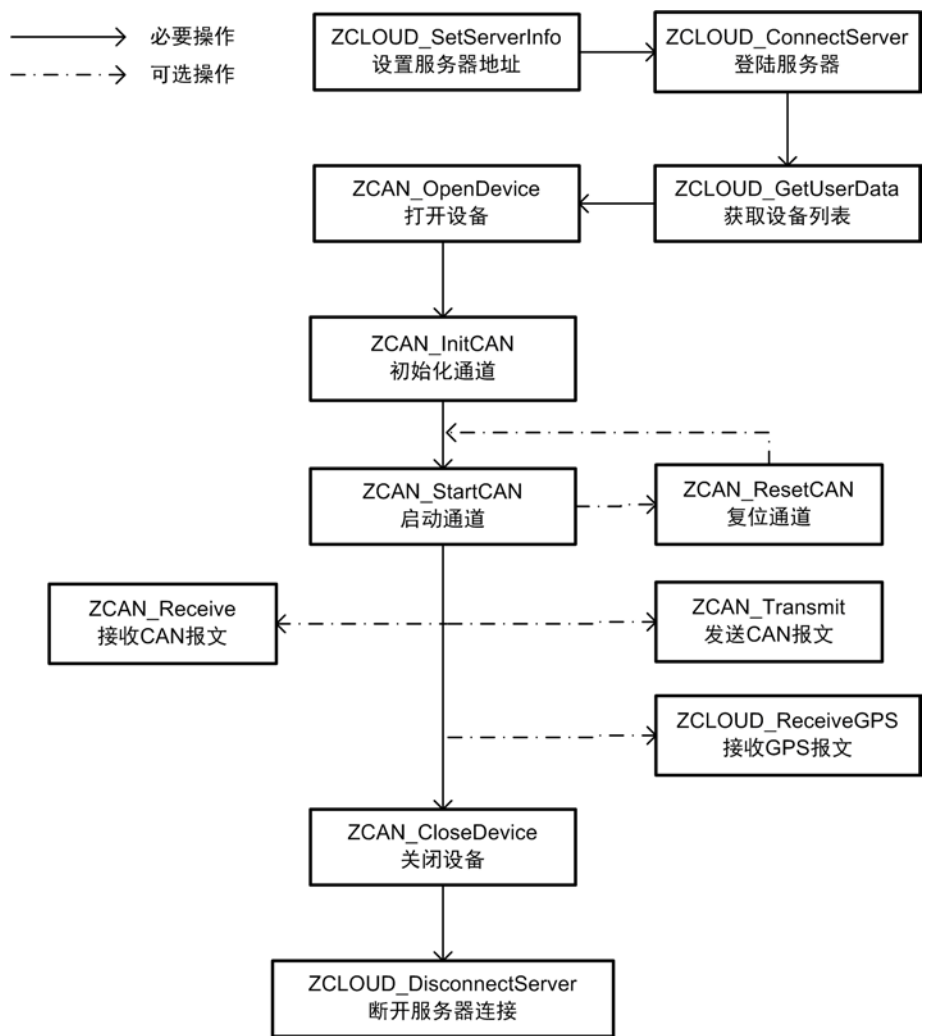 必要操作
可选操作
ZCLOUD_SetServerInfo
设置服务器地址
ZCLOUD_ConnectServer
登陆服务器
ZCAN_OpenDevice
打开设备
ZCLOUD_GetUserData
获取设备列表
ZCAN_InitCAN
初始化通道
ZCAN_StartCAN
启动通道
ZCAN_ResetCAN
复位通道
ZCAN_Receive
接收CAN报文
ZCAN_Transmit
发送CAN报文
ZCLOUD_ReceiveGPS
接收GPS报文
ZCAN_CloseDevice
关闭设备
ZCLOUD_DisconnectServer
断开服务器连接